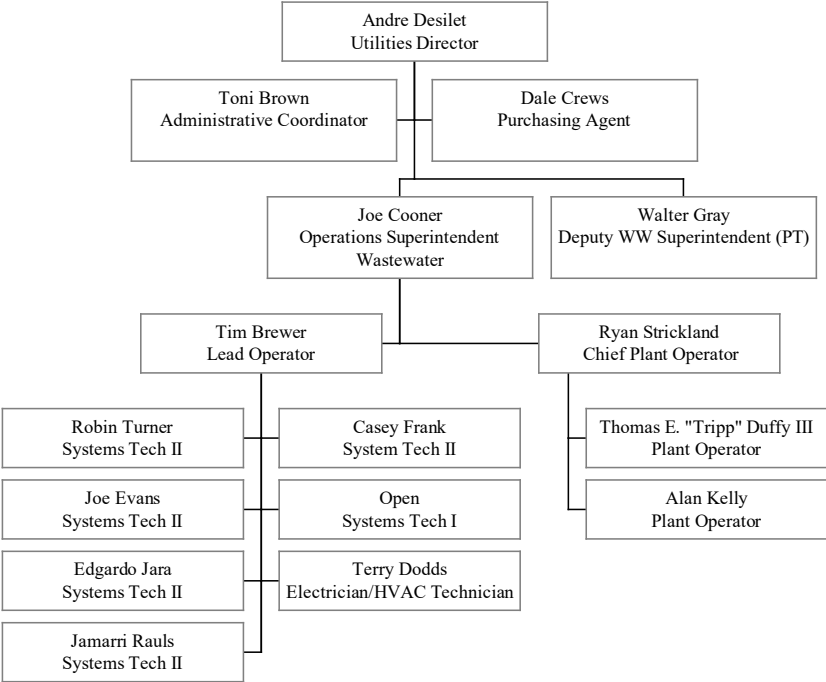 Andre Desilet
Utilities Director
Toni Brown
Administrative Coordinator
Dale Crews
Purchasing Agent
Joe Cooner
Operations Superintendent
Wastewater
Walter Gray
Deputy WW Superintendent (PT)
Tim Brewer
Lead Operator
Ryan Strickland
Chief Plant Operator
Robin Turner
Systems Tech II
Casey Frank
System Tech II
Thomas E. "Tripp" Duffy III
Plant Operator
Joe Evans
Systems Tech II
Open
Systems Tech I
Alan Kelly
Plant Operator
Edgardo Jara
Systems Tech II
Terry Dodds
Electrician/HVAC Technician
Jamarri Rauls
Systems Tech II